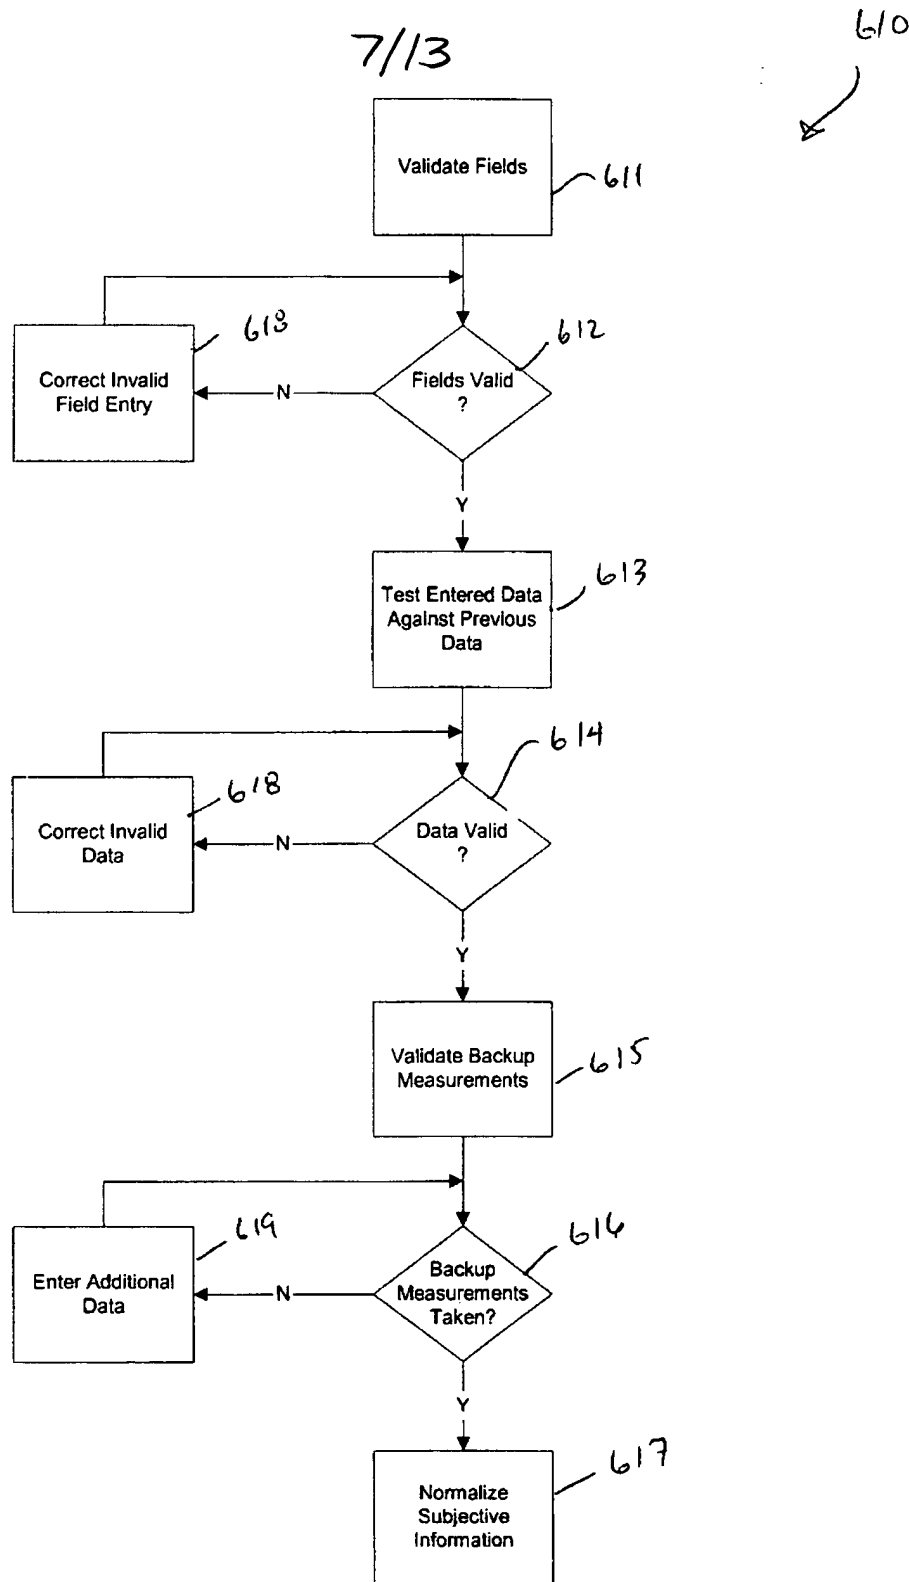 7/13
610
Validate Fields
611
618
612
Correct Invalid
Field Entry
N
Fields Valid
?
Y
Test Entered Data
Against Previous
Data
613
614
618
Correct Invalid
Data
N
Data Valid
?
Y
Validate Backup
Measurements
615
619
616
Enter Additional
Data
N
Backup
Measurements
Taken?
Y
617
Normalize
Subjective
Information